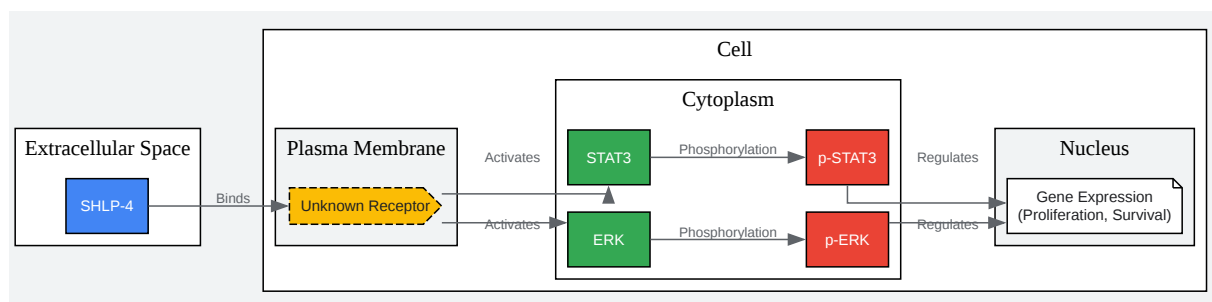 Cell
Cytoplasm
Extracellular Space
SHLP-4
Binds
Plasma Membrane
Unknown Receptor
Activates
Activates
STAT3
Phosphorylation
p-STAT3
ERK
Phosphorylation
p-ERK
Regulates
Regulates
Nucleus
Gene Expression
(Proliferation, Survival)